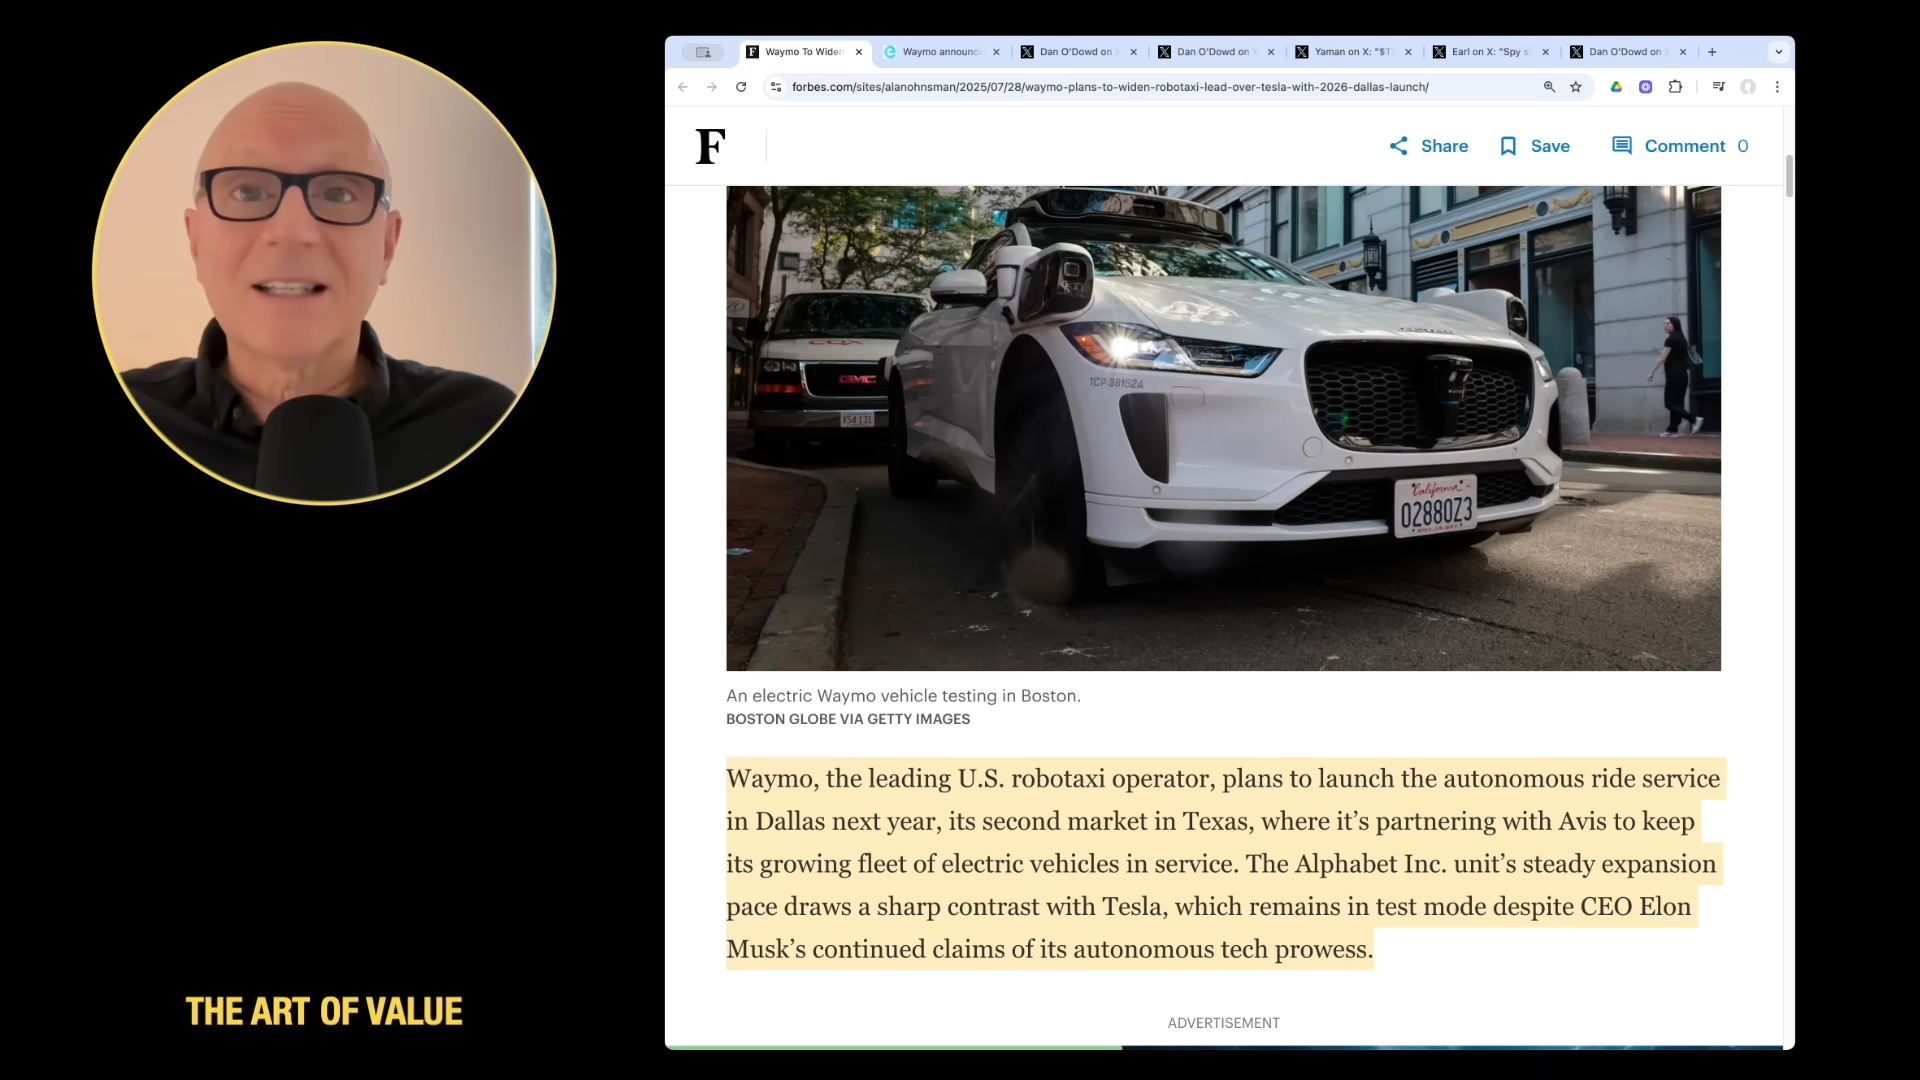 Waymo To Widen
Waymo announc
Dan O'Dowd on
Dan O'Dowd on
Yaman on X: "$T
Earl on X: "Spy s
Dan O'Dowd on
forbes.com/sites/alanohnsman/2025/07/28/waymo-plans-to-widen-robotaxi-lead-over-tesla-with-2026-dallas-launch/
F
Share
Save
Comment 0
COX
GMC
X54 131
TCP 38152A
California
02880Z3
An electric Waymo vehicle testing in Boston.
BOSTON GLOBE VIA GETTY IMAGES
Waymo, the leading U.S. robotaxi operator, plans to launch the autonomous ride service
in Dallas next year, its second market in Texas, where it’s partnering with Avis to keep
its growing fleet of electric vehicles in service. The Alphabet Inc. unit’s steady expansion
pace draws a sharp contrast with Tesla, which remains in test mode despite CEO Elon
Musk’s continued claims of its autonomous tech prowess.
ADVERTISEMENT
THE ART OF VALUE